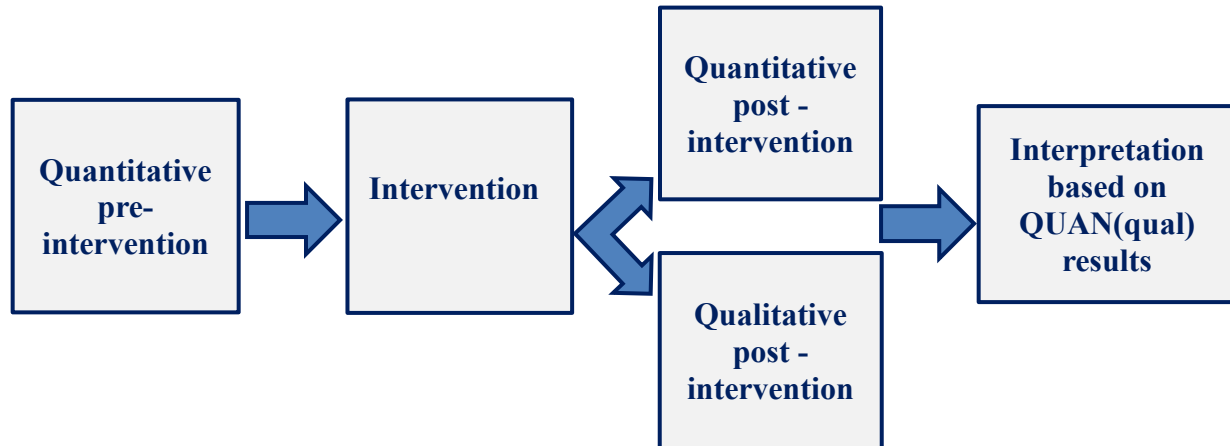 Quantitative
pre-
intervention
Intervention
Quantitative
post -
intervention
Qualitative
post -
intervention
Interpretation
based on
QUAN(qual)
results